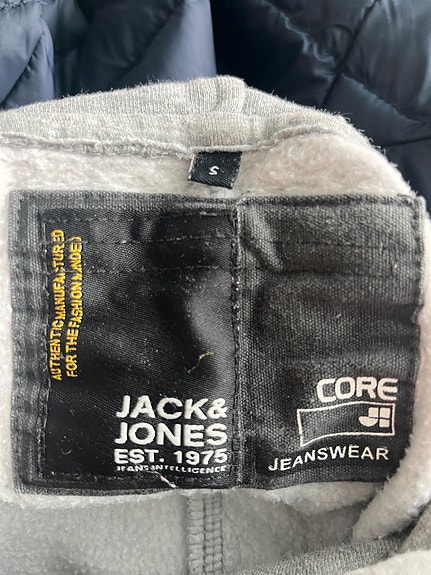 S
AUTHENTIC MANUFACTURED
FOR THE FASHION MINDED
JACK&
JONES
EST. 1975
JEANS INTELLIGENCE
CORE
JJ
JEANSWEAR